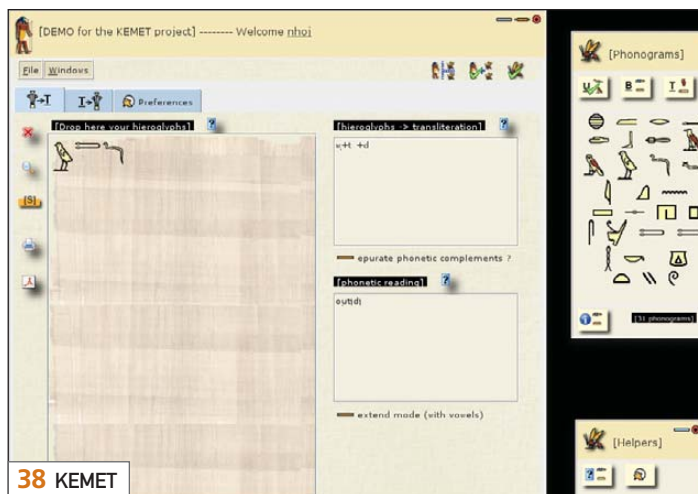 [DEMO for the KEMET project] -------- Welcome nhoi
File Windows
Preferences
[Drop here your hieroglyphs] ?
[S]
[hieroglyphs -> transliteration] ?
epurate phonetic complements ?
[phonetic reading] ?
extend mode (with vowels)
38 KEMET
[Phonograms]
[31 phonograms]
[Helpers]